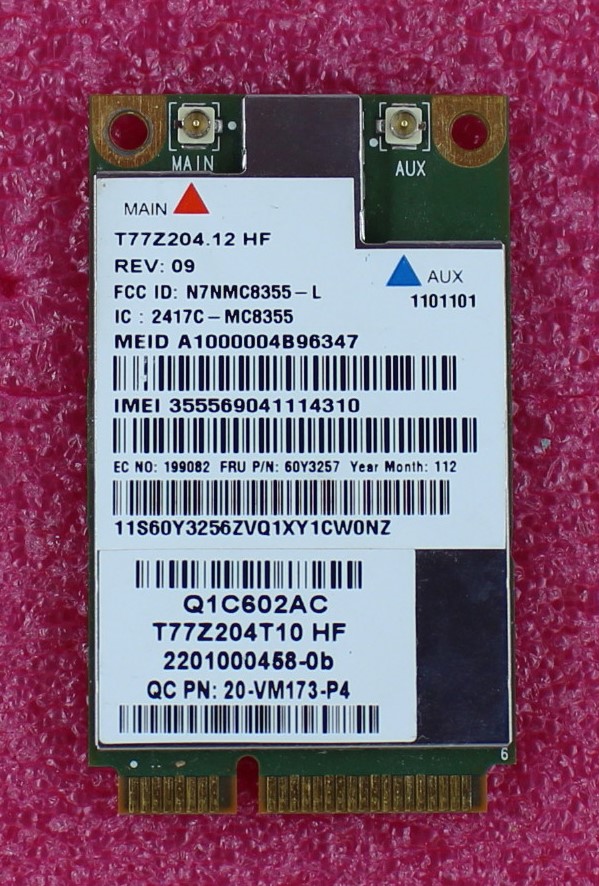 MAIN
AUX
MAIN
T77Z204.12 HF
REV: 09
AUX
FCC ID: N7NMC8355-L
1101101
IC : 2417C-MC8355
MEID A1000004B96347
IMEI 355569041114310
EC NO: 199082 FRU P/N: 60Y3257 Year Month: 112
11S60Y3256ZVQ1XY1CW0NZ
Q1C602AC
T77Z204T10 HF
2201000458-0b
QC PN: 20-VM173-P4
6